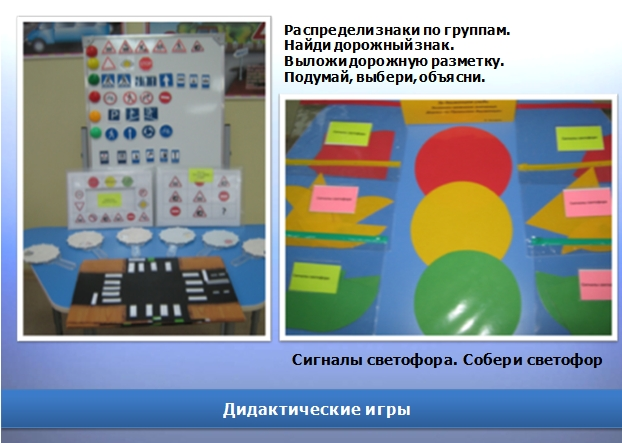 Распредели знаки по группам.
Найди дорожный знак.
Выложи дорожную разметку.
Подумай, выбери, объясни.
Сигналы светофора. Собери светофор
Дидактические игры